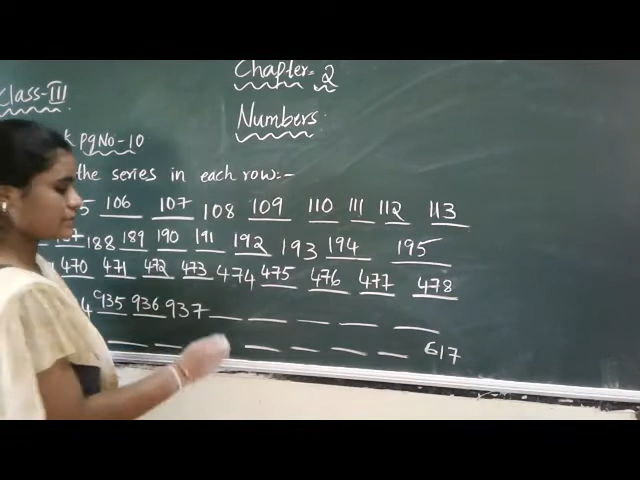 Chapter-2
Class-III
Numbers:
PgNo-10
the series in each row:-
106 107 108 109 110 111 112 113
188 189 190 191 192 193 194 195
470 471 472 473 474 475 476 477 478
935 936 937
617